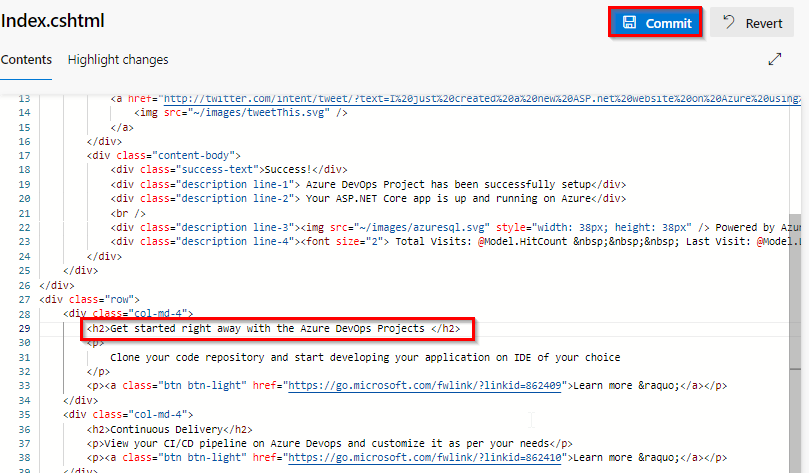 Index.cshtml
Commit
Revert
Contents
Highlight changes
13 <a href="http://twitter.com/intent/tweet/?text=I%20just%20created%20a%20new%20ASP.net%20website%20on%20Azure%20using%
14 <img src="~/images/tweetThis.svg" />
15 </a>
16 </div>
17 <div class="content-body">
18 <div class="success-text">Success!</div>
19 <div class="description line-1"> Azure DevOps Project has been successfully setup</div>
20 <div class="description line-2"> Your ASP.NET Core app is up and running on Azure</div>
21 <br />
22 <div class="description line-3"><img src="~/images/azuresql.svg" style="width: 38px; height: 38px" /> Powered by Azur
23 <div class="description line-4"><font size="2"> Total Visits: @Model.HitCount &nbsp;&nbsp;&nbsp; Last Visit: @Model.L
24 </div>
25 </div>
26 </div>
27 <div class="row">
28 <div class="col-md-4">
29 <h2>Get started right away with the Azure DevOps Projects </h2>
30 <p>
31 Clone your code repository and start developing your application on IDE of your choice
32 </p>
33 <p><a class="btn btn-light" href="https://go.microsoft.com/fwlink/?linkid=862409">Learn more &raquo;</a></p>
34 </div>
35 <div class="col-md-4">
36 <h2>Continuous Delivery</h2>
37 <p>View your CI/CD pipeline on Azure Devops and customize it as per your needs</p>
38 <p><a class="btn btn-light" href="https://go.microsoft.com/fwlink/?linkid=862410">Learn more &raquo;</a></p>
39 </div>